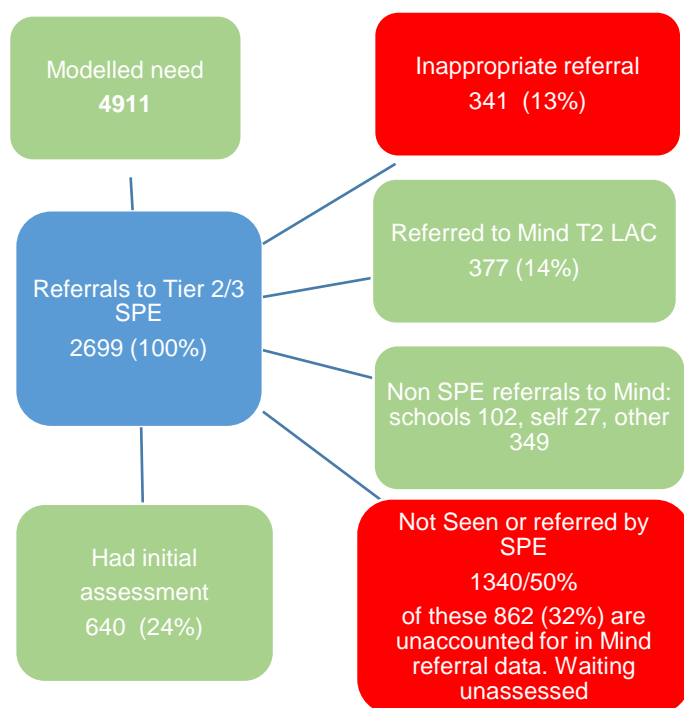 Modelled need
4911
Inappropriate referral
341 (13%)
Referrals to Tier 2/3
SPE
2699 (100%)
Referred to Mind T2 LAC
377 (14%)
Non SPE referrals to Mind:
schools 102, self 27, other
349
Had initial
assessment
640 (24%)
Not Seen or referred by
SPE
1340/50%
of these 862 (32%) are
unaccounted for in Mind
referral data. Waiting
unassessed